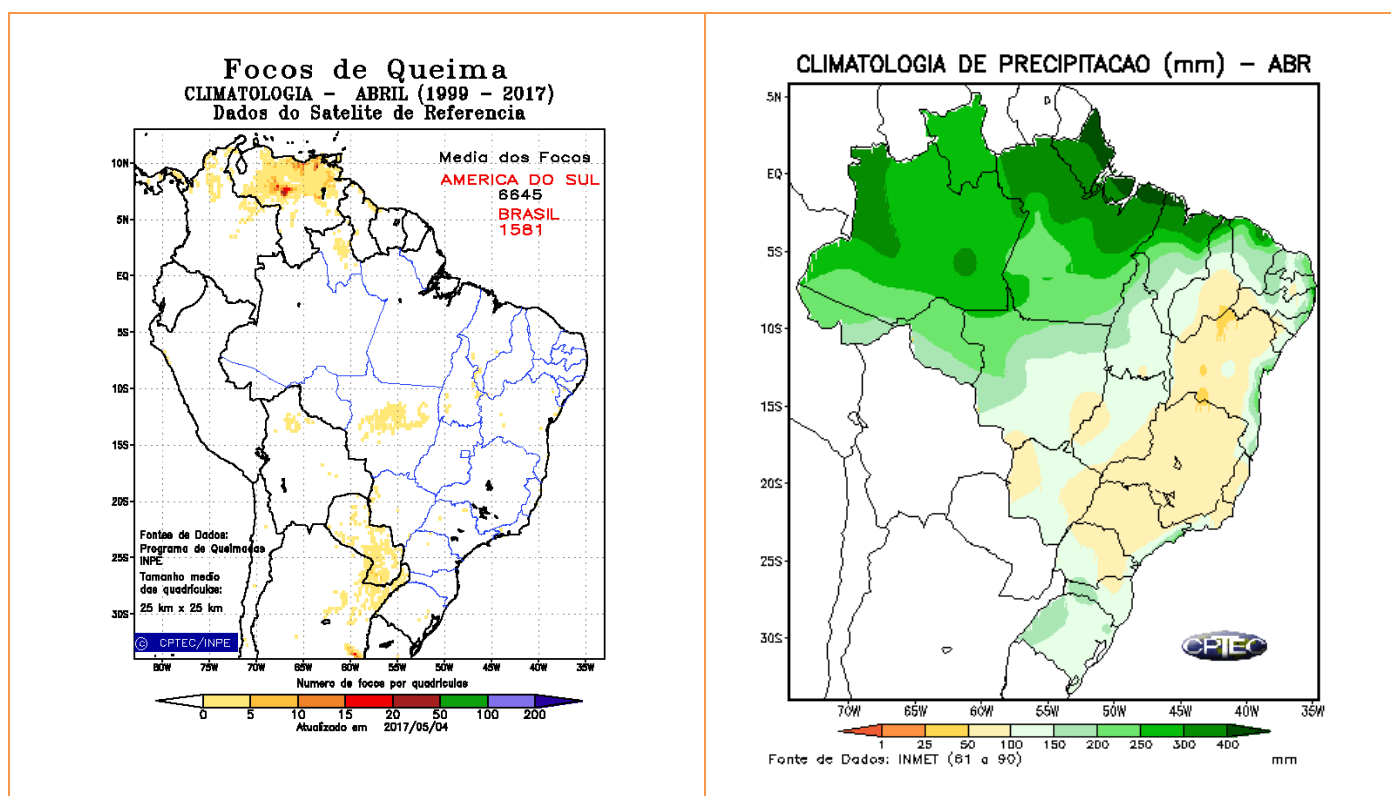 Focos de Queima
CLIMATOLOGIA - ABRIL (1999 - 2017)
Dados do Satelite de Referencia
10N
5N
EQ
5S
10S
15S
20S
25S
30S
Media dos Focos
AMERICA DO SUL
6645
BRASIL
1581
Fontes de Dados:
Programa de Queimadas
INPE
Tamanho medio
das quadrículas:
25 km x 25 km
© CPTEC/INPE
80W 75W 70W 65W 60W 55W 50W 45W 40W 35W
Numero de focos por quadriculas
0 5 10 15 20 50 100 200
Atualizado em 2017/05/04
CLIMATOLOGIA DE PRECIPITACAO (mm) - ABR
5N
EQ
5S
10S
15S
20S
25S
30S
CPTEC
70W 65W 60W 55W 50W 45W 40W 35W
1 25 50 100 150 200 250 300 400
Fonte de Dados: INMET (61 a 90) mm